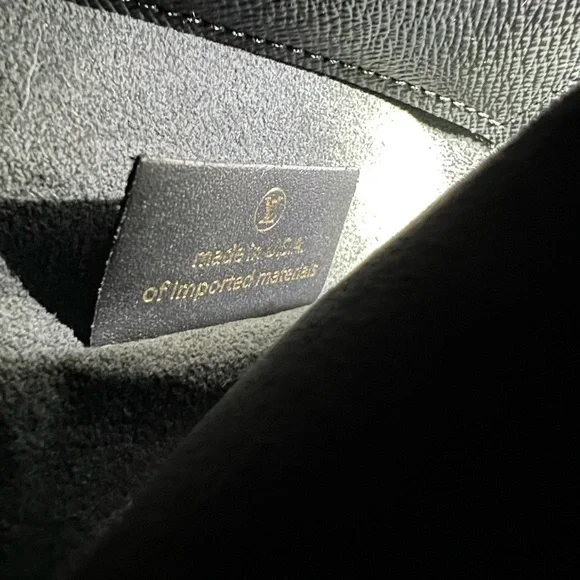 made in U.S.A.
of imported materials